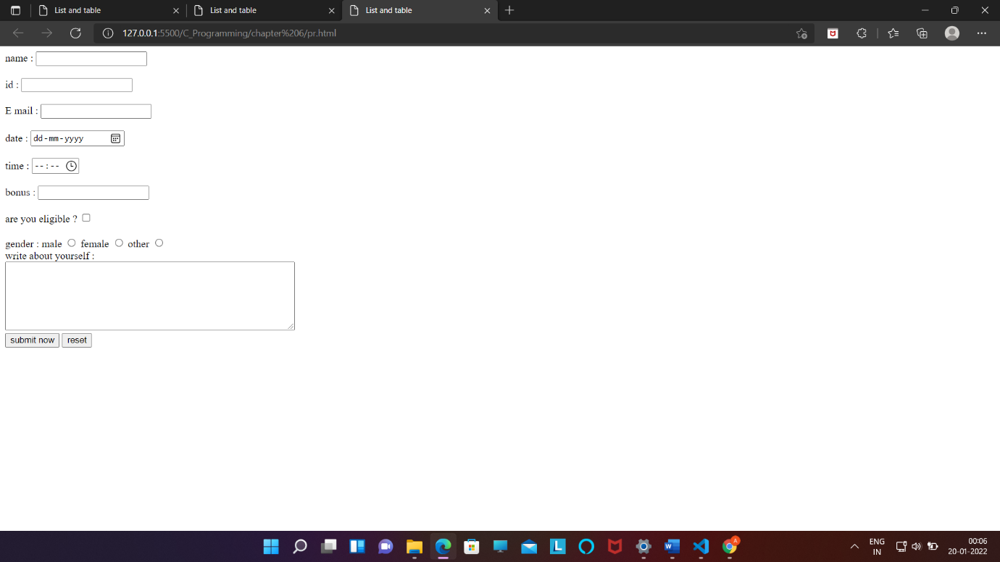 List and table
List and table
List and table
127.0.0.1:5500/C_Programming/chapter%206/pr.html
name :
id :
E mail :
date : dd-mm-yyyy
time : --:--
bonus :
are you eligible ?
gender : male female other
write about yourself :
submit now reset
L
W
A
ENG
IN
00:06
20-01-2022